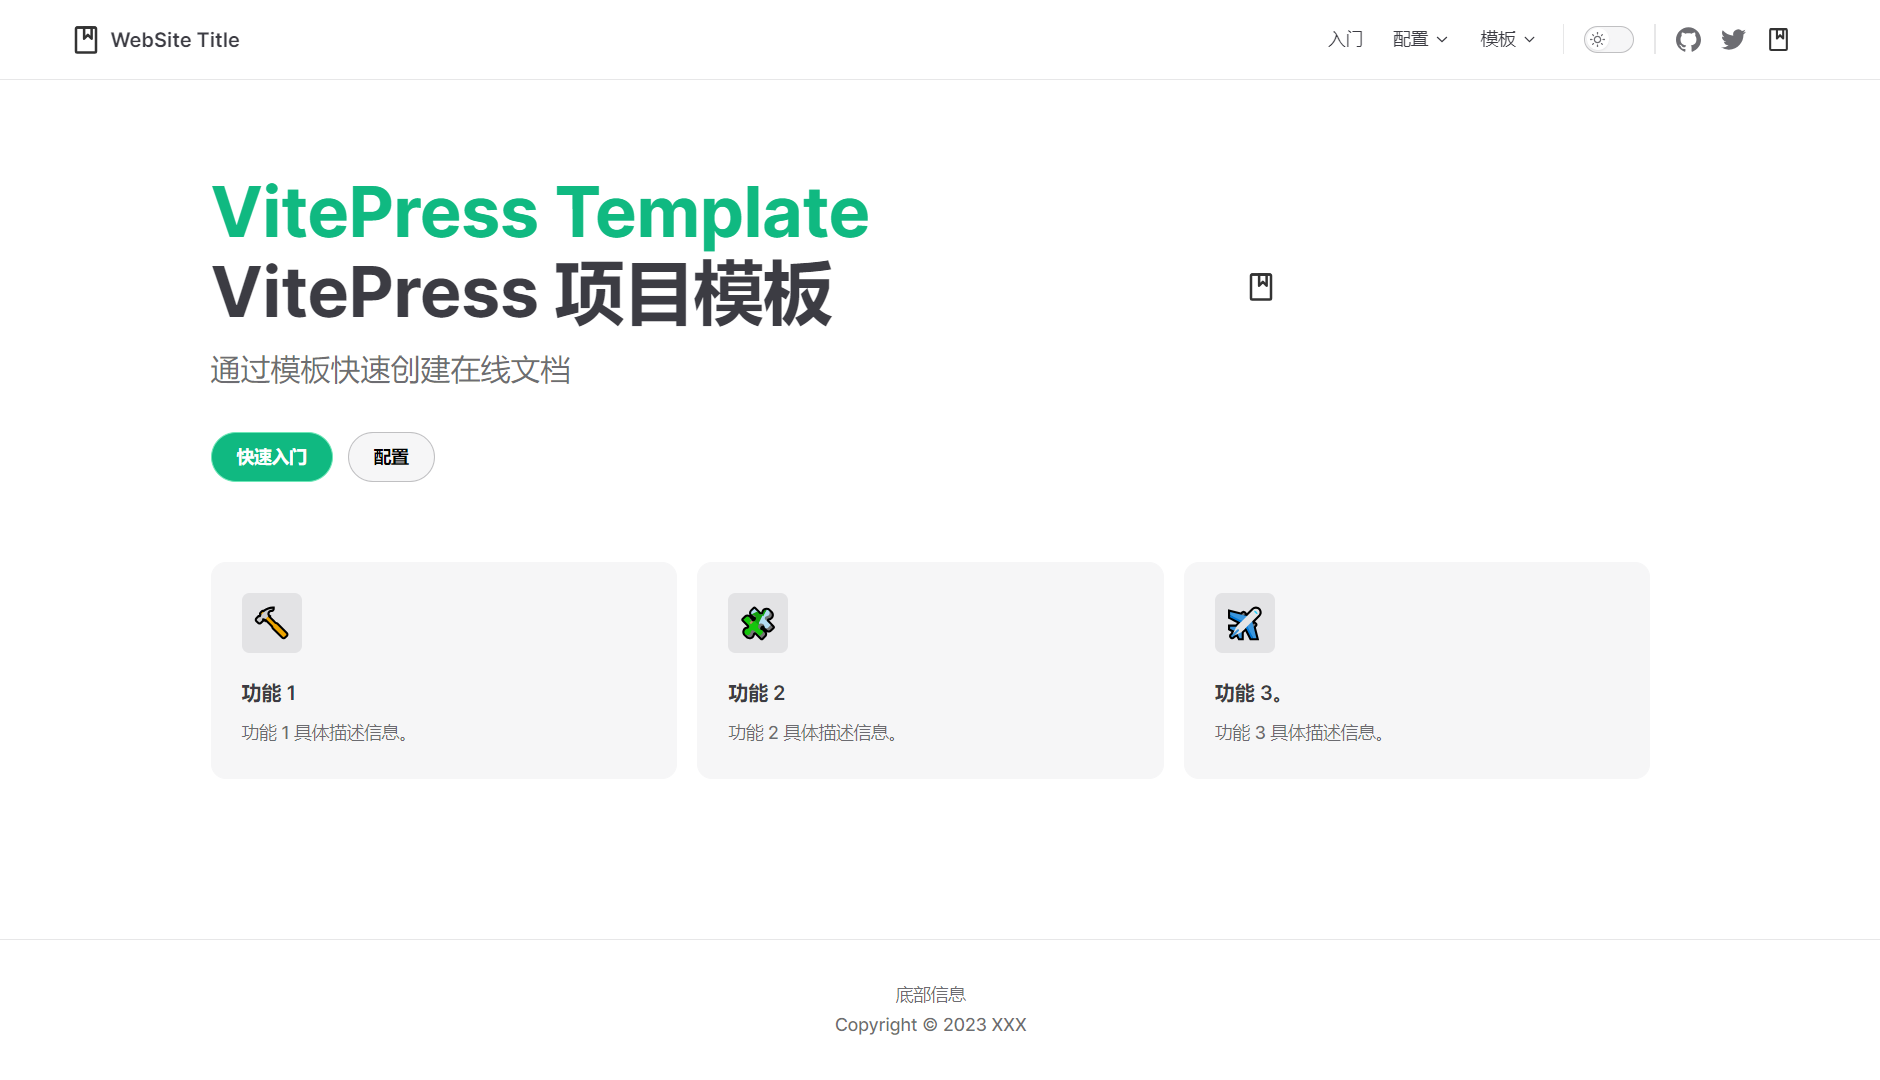 WebSite Title
入门
配置
模板
VitePress Template
VitePress 项目模板
通过模板快速创建在线文档
快速入门
配置
功能 1
功能 1 具体描述信息。
功能 2
功能 2 具体描述信息。
功能 3。
功能 3 具体描述信息。
底部信息
Copyright © 2023 XXX